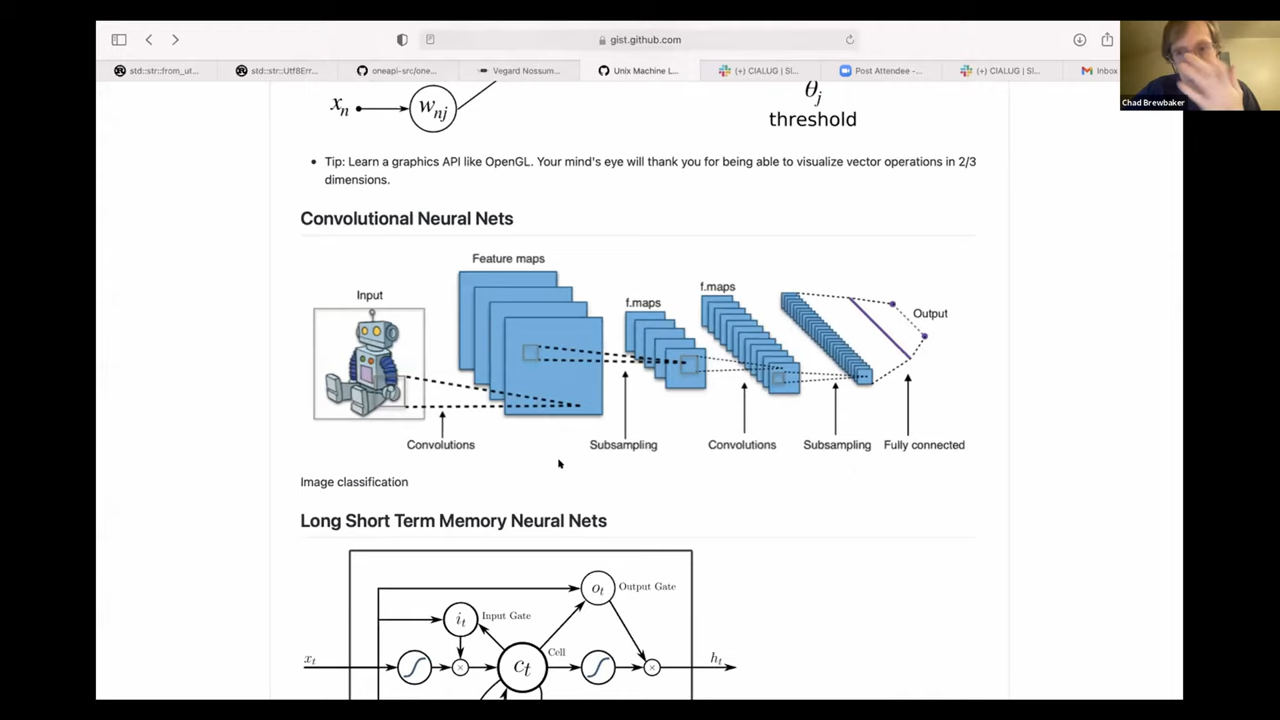 gist.github.com
std::str::from_ut...
std::str::Utf8Err...
oneapi-src/one...
Vegard Nossum...
Unix Machine L...
(+) CIALUG | Sl...
Post Attendee -...
(+) CIALUG | Sl...
Inbox
Chad Brewbaker
xn
wnj
θj
threshold
• Tip: Learn a graphics API like OpenGL. Your mind's eye will thank you for being able to visualize vector operations in 2/3
dimensions.
Convolutional Neural Nets
Feature maps
Input
f.maps
f.maps
Output
Convolutions
Subsampling
Convolutions
Subsampling
Fully connected
Image classification
Long Short Term Memory Neural Nets
ot
Output Gate
it
Input Gate
Cell
xt
×
ct
×
ht